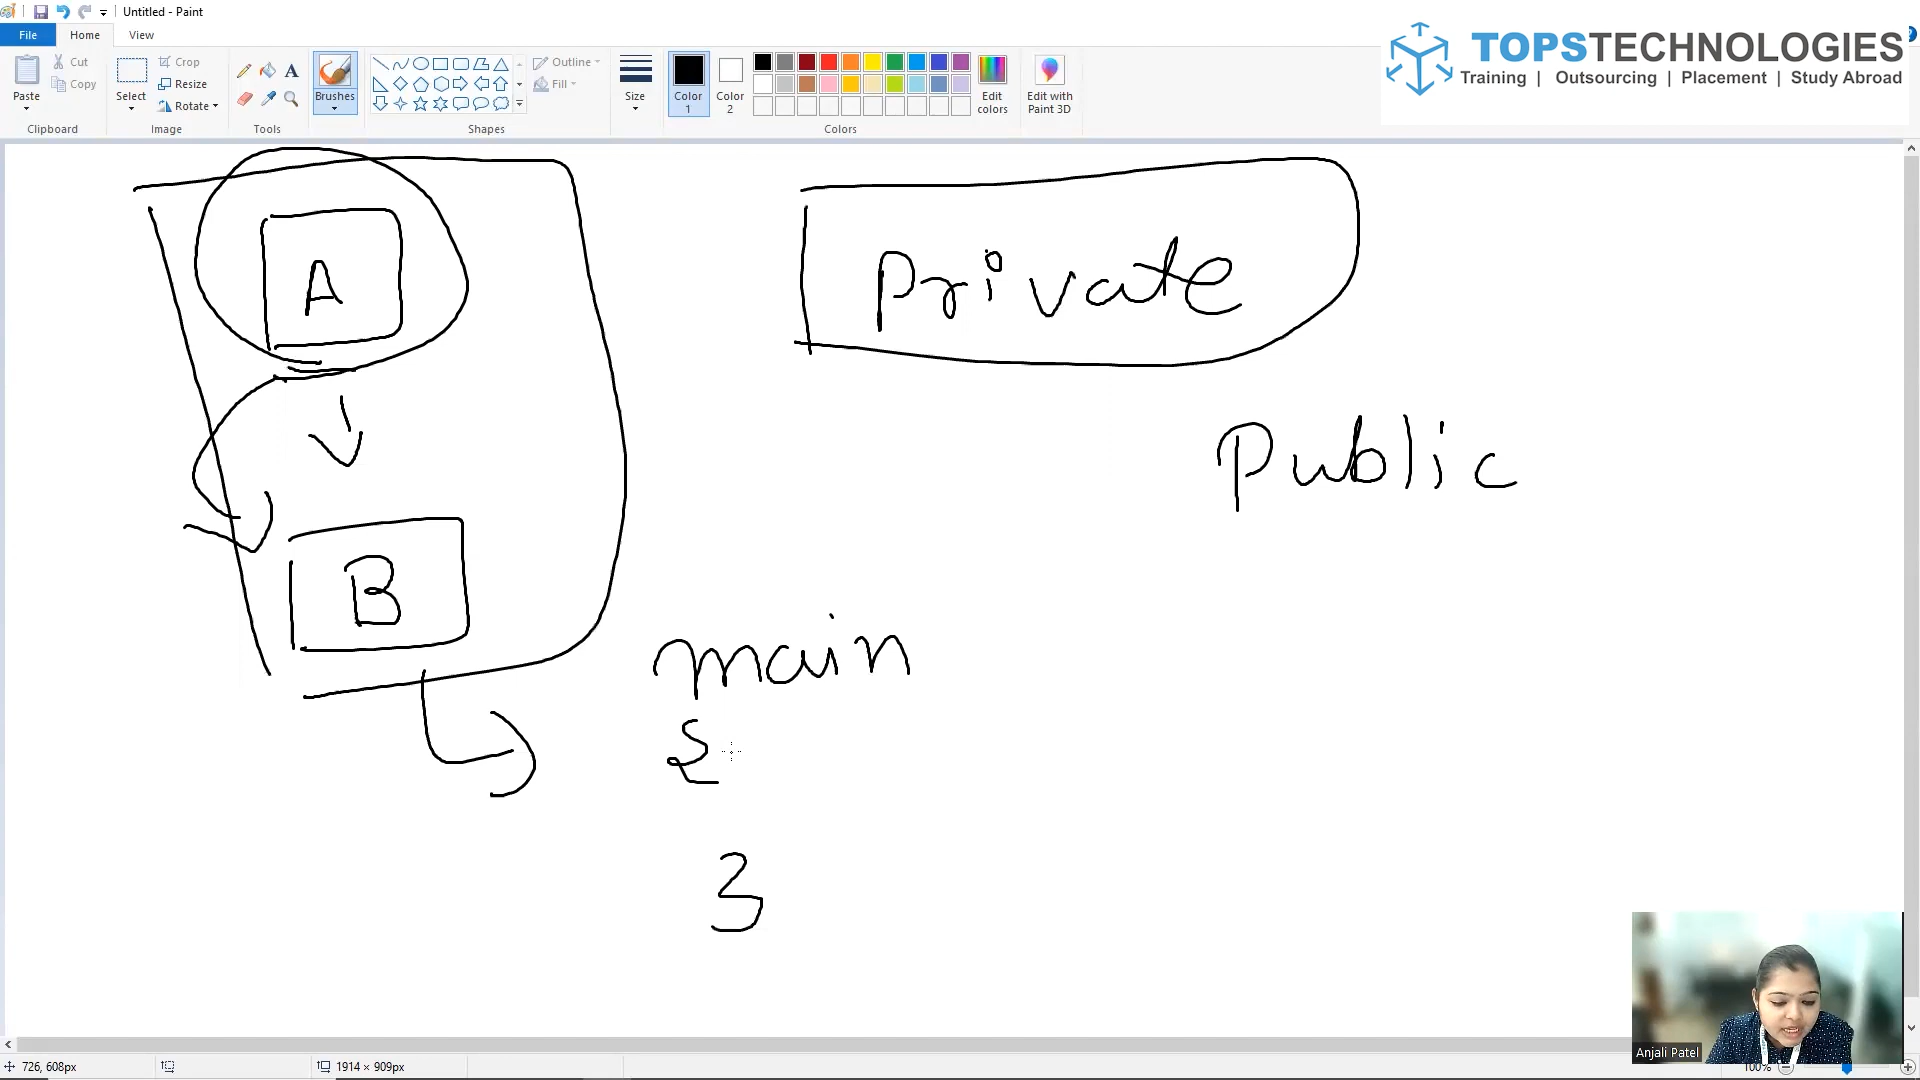 Untitled - Paint
File Home View
Paste
Cut
Copy
Clipboard
Select
Crop
Resize
Rotate
Image
Tools
Brushes
Shapes
Outline
Fill
Size
Color 1
Color 2
Colors
Edit colors
Edit with Paint 3D
TOPSTECHNOLOGIES
Training | Outsourcing | Placement | Study Abroad
A
Private
Public
B
main
{
}
Anjali Patel
726, 608px
1914 × 909px
100%